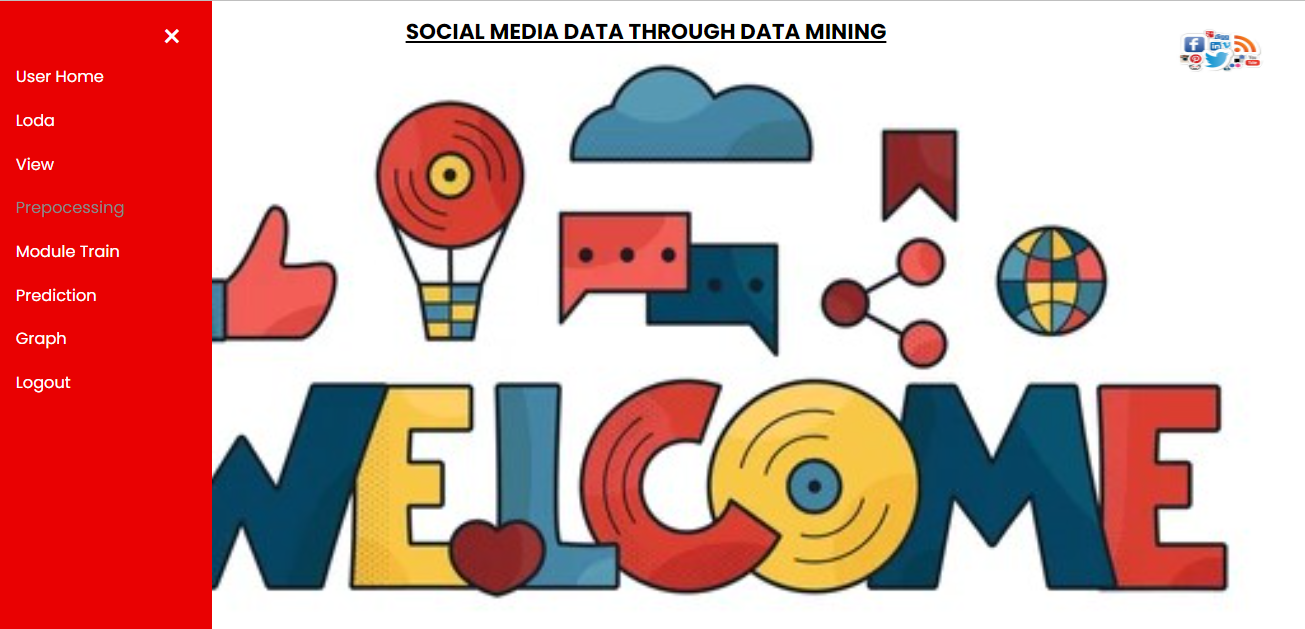 SOCIAL MEDIA DATA THROUGH DATA MINING
×
User Home
Loda
View
Prepocessing
Module Train
Prediction
Graph
Logout
WELCOME